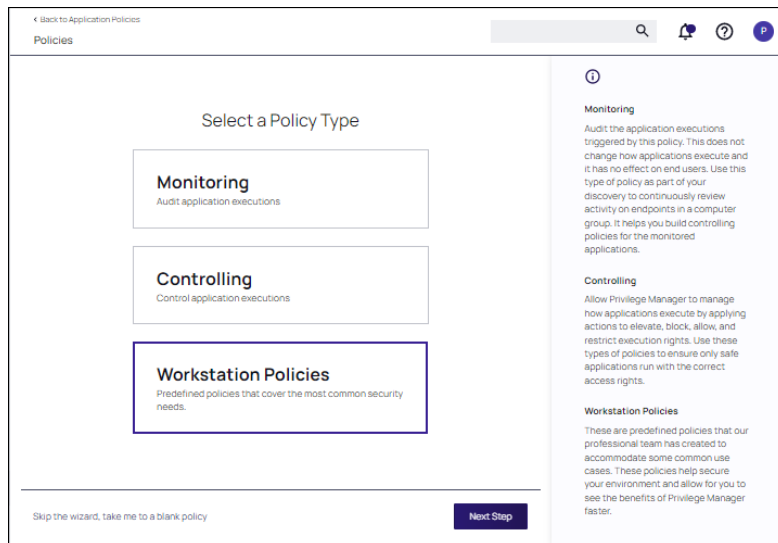 < Back to Application Policies
Policies
P
Select a Policy Type
Monitoring
Audit application executions
Controlling
Control application executions
Workstation Policies
Predefined policies that cover the most common security
needs.
Skip the wizard, take me to a blank policy
Next Step
Monitoring
Audit the application executions
triggered by this policy. This does not
change how applications execute and
it has no effect on end users. Use this
type of policy as part of your
discovery to continuously review
activity on endpoints in a computer
group. It helps you build controlling
policies for the monitored
applications.
Controlling
Allow Privilege Manager to manage
how applications execute by applying
actions to elevate, block, allow, and
restrict execution rights. Use these
types of policies to ensure only safe
applications run with the correct
access rights.
Workstation Policies
These are predefined policies that our
professional team has created to
accommodate some common use
cases. These policies help secure
your environment and allow for you to
see the benefits of Privilege Manager
faster.